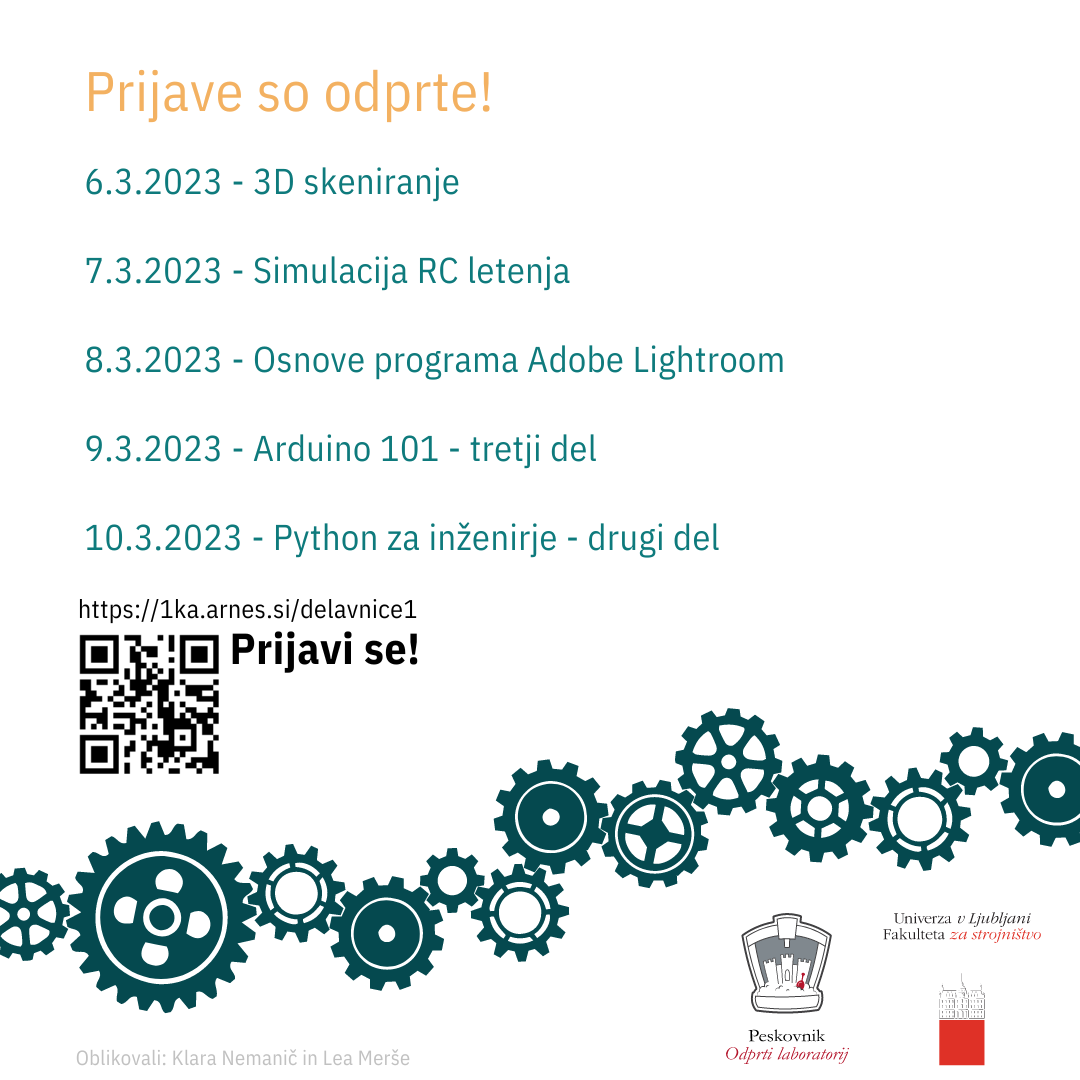 Prijave so odprte!
6.3.2023 - 3D skeniranje
7.3.2023 - Simulacija RC letenja
8.3.2023 - Osnove programa Adobe Lightroom
9.3.2023 - Arduino 101 - tretji del
10.3.2023 - Python za inženirje - drugi del
https://1ka.arnes.si/delavnice1
Prijavi se!
Univerza v Ljubljani
Fakulteta za strojništvo
Peskovnik
Odprti laboratorij
Oblikovali: Klara Nemanič in Lea Merše